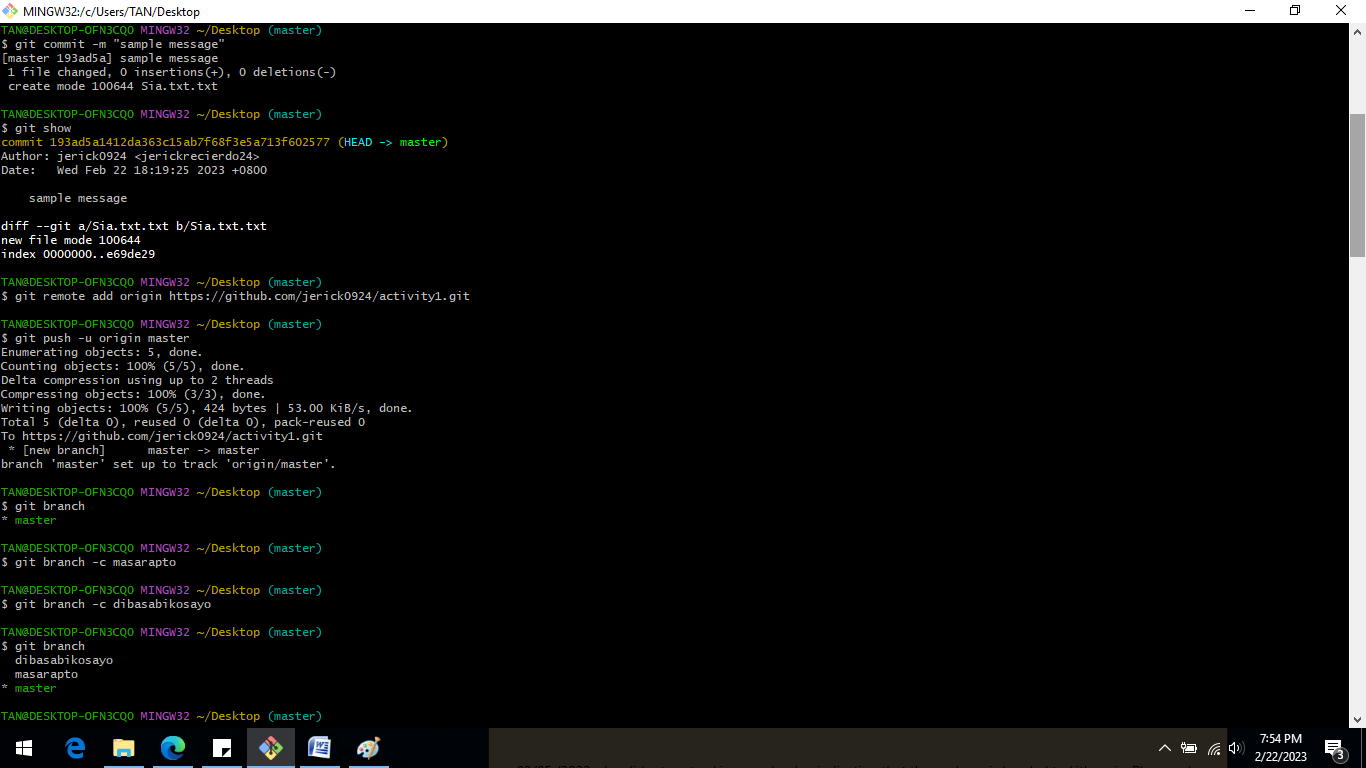 MINGW32:/c/Users/TAN/Desktop
TAN@DESKTOP-OFN3CQO MINGW32 ~/Desktop (master)
$ git commit -m "sample message"
[master 193ad5a] sample message
 1 file changed, 0 insertions(+), 0 deletions(-)
 create mode 100644 Sia.txt.txt

TAN@DESKTOP-OFN3CQO MINGW32 ~/Desktop (master)
$ git show
commit 193ad5a1412da363c15ab7f68f3e5a713f602577 (HEAD -> master)
Author: jerick0924 <jerickrecierdo24>
Date:   Wed Feb 22 18:19:25 2023 +0800

    sample message

diff --git a/Sia.txt.txt b/Sia.txt.txt
new file mode 100644
index 0000000..e69de29

TAN@DESKTOP-OFN3CQO MINGW32 ~/Desktop (master)
$ git remote add origin https://github.com/jerick0924/activity1.git

TAN@DESKTOP-OFN3CQO MINGW32 ~/Desktop (master)
$ git push -u origin master
Enumerating objects: 5, done.
Counting objects: 100% (5/5), done.
Delta compression using up to 2 threads
Compressing objects: 100% (3/3), done.
Writing objects: 100% (5/5), 424 bytes | 53.00 KiB/s, done.
Total 5 (delta 0), reused 0 (delta 0), pack-reused 0
To https://github.com/jerick0924/activity1.git
 * [new branch]      master -> master
branch 'master' set up to track 'origin/master'.

TAN@DESKTOP-OFN3CQO MINGW32 ~/Desktop (master)
$ git branch
* master

TAN@DESKTOP-OFN3CQO MINGW32 ~/Desktop (master)
$ git branch -c masarapto

TAN@DESKTOP-OFN3CQO MINGW32 ~/Desktop (master)
$ git branch -c dibasabikosayo

TAN@DESKTOP-OFN3CQO MINGW32 ~/Desktop (master)
$ git branch
  dibasabikosayo
  masarapto
* master

TAN@DESKTOP-OFN3CQO MINGW32 ~/Desktop (master)
7:54 PM
2/22/2023
3